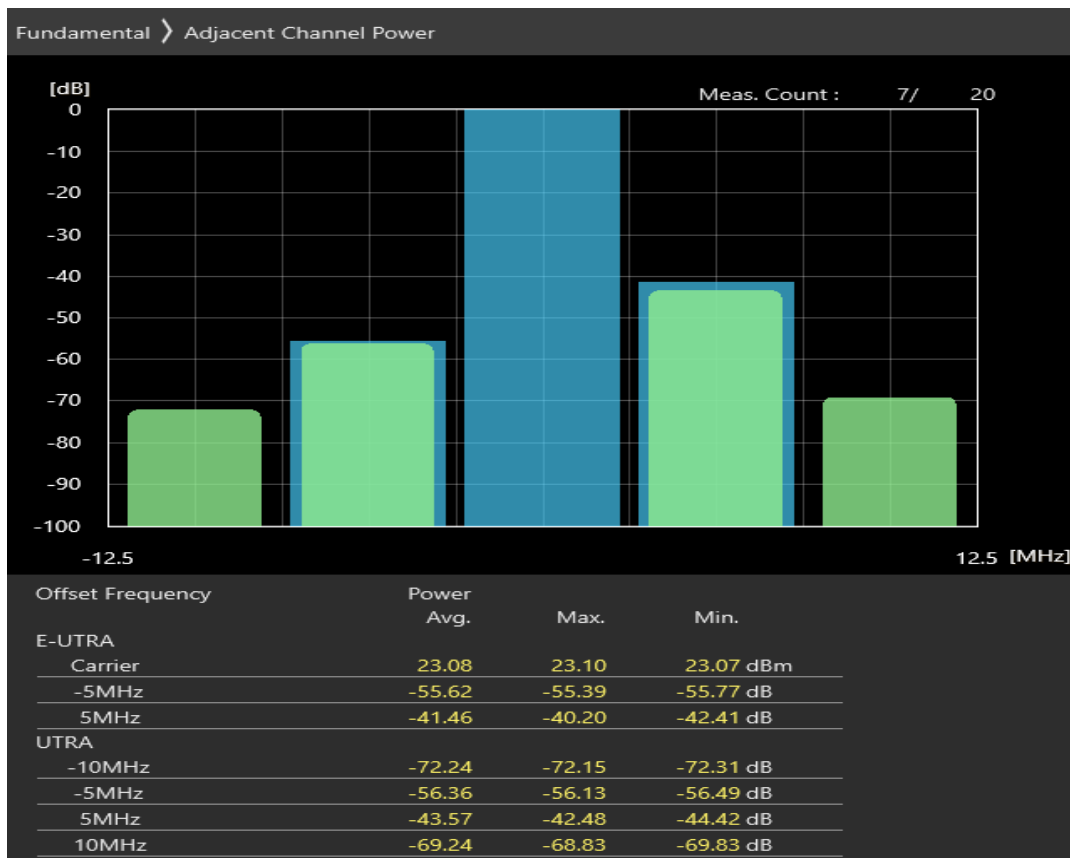 Fundamental 〉 Adjacent Channel Power
[dB]
Meas. Count : 7/ 20
0
-10
-20
-30
-40
-50
-60
-70
-80
-90
-100
-12.5 12.5 [MHz]
Offset Frequency Power
Avg. Max. Min.
E-UTRA
Carrier 23.08 23.10 23.07 dBm
-5MHz -55.62 -55.39 -55.77 dB
5MHz -41.46 -40.20 -42.41 dB
UTRA
-10MHz -72.24 -72.15 -72.31 dB
-5MHz -56.36 -56.13 -56.49 dB
5MHz -43.57 -42.48 -44.42 dB
10MHz -69.24 -68.83 -69.83 dB